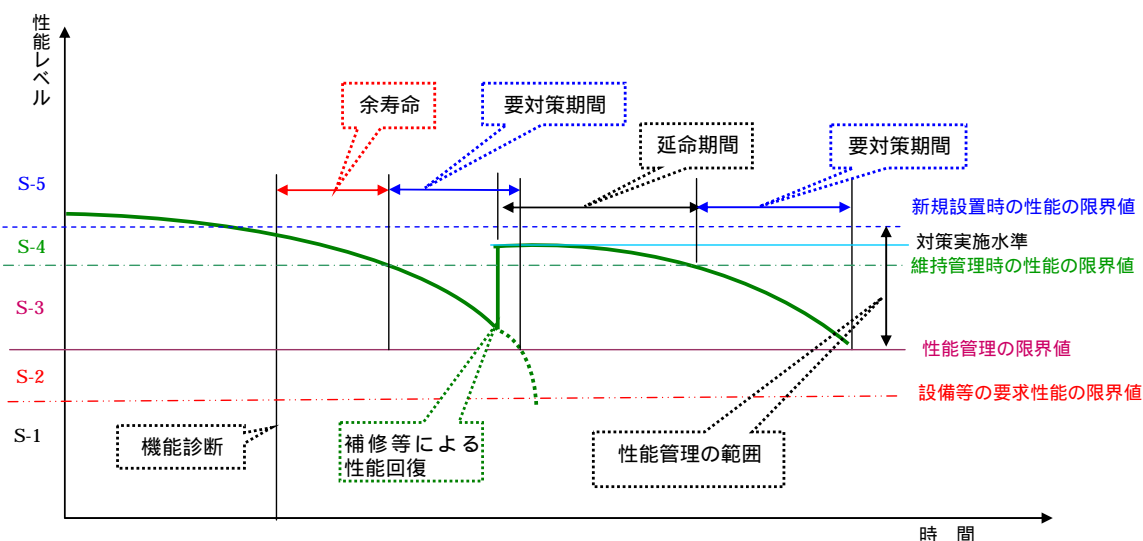 性能レベル
余寿命
要対策期間
延命期間
要対策期間
S-5
新規設置時の性能の限界値
S-4
対策実施水準
維持管理時の性能の限界値
S-3
性能管理の限界値
S-2
設備等の要求性能の限界値
S-1
機能診断
補修等による
性能回復
性能管理の範囲
時 間